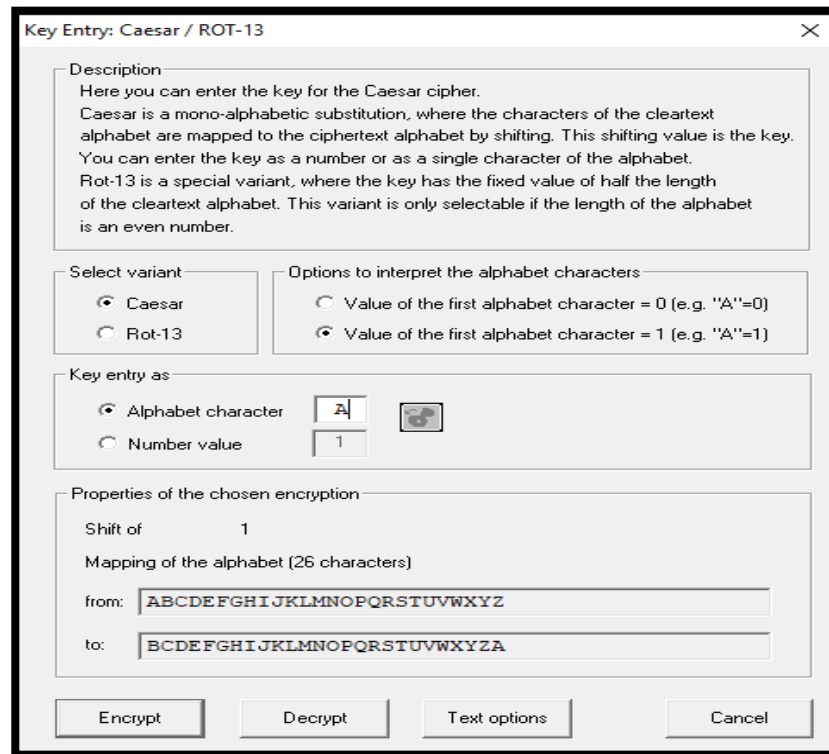 Key Entry: Caesar / ROT-13
Description
Here you can enter the key for the Caesar cipher.
Caesar is a mono-alphabetic substitution, where the characters of the cleartext
alphabet are mapped to the ciphertext alphabet by shifting. This shifting value is the key.
You can enter the key as a number or as a single character of the alphabet.
Rot-13 is a special variant, where the key has the fixed value of half the length
of the cleartext alphabet. This variant is only selectable if the length of the alphabet
is an even number.
Select variant
Caesar
Rot-13
Options to interpret the alphabet characters
Value of the first alphabet character = 0 (e.g. "A"=0)
Value of the first alphabet character = 1 (e.g. "A"=1)
Key entry as
Alphabet character A
Number value 1
Properties of the chosen encryption
Shift of 1
Mapping of the alphabet (26 characters)
from: ABCDEFGHIJKLMNOPQRSTUVWXYZ
to: BCDEFGHIJKLMNOPQRSTUVWXYZA
Encrypt Decrypt Text options Cancel